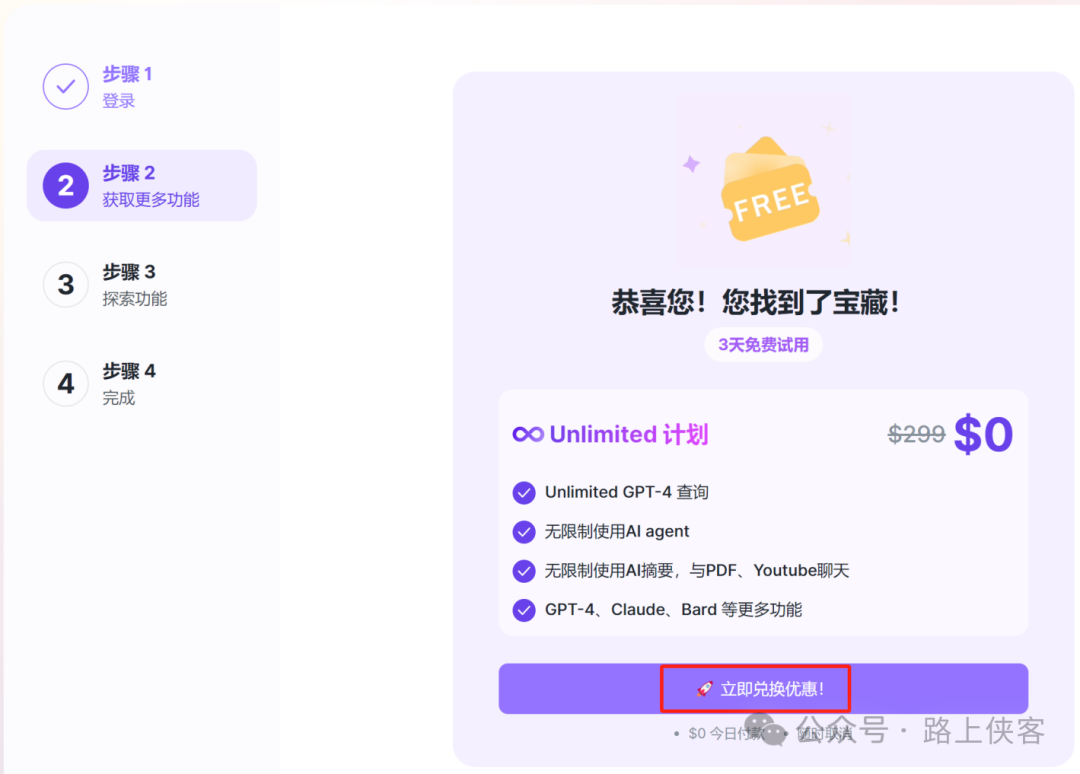 步骤 1
登录
2
步骤 2
获取更多功能
3
步骤 3
探索功能
4
步骤 4
完成
FREE
恭喜您！您找到了宝藏！
3天免费试用
Unlimited 计划
$299 $0
Unlimited GPT-4 查询
无限制使用AI agent
无限制使用AI摘要，与PDF、Youtube聊天
GPT-4、Claude、Bard 等更多功能
🚀 立即兑换优惠！
• $0 今日付款 • 随时取消
公众号 · 路上侠客